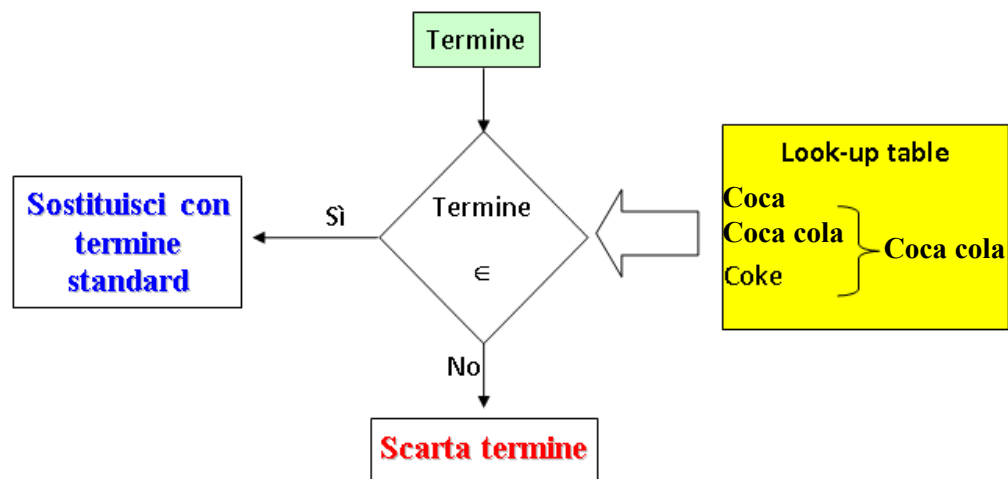 Termine
Look-up table
Coca
Coca cola
Coke
Coca cola
Termine
∈
Sì
Sostituisci con
termine
standard
No
Scarta termine